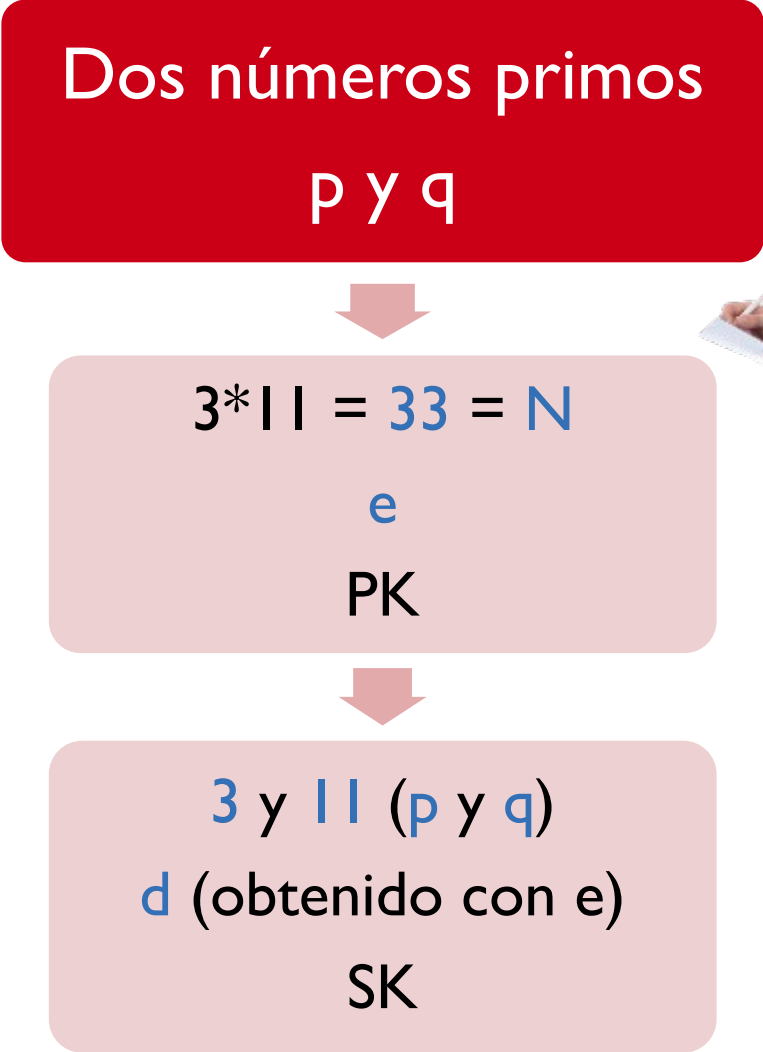 Dos números primos
p y q
3*11 = 33 = N
e
PK
3 y 11 (p y q)
d (obtenido con e)
SK